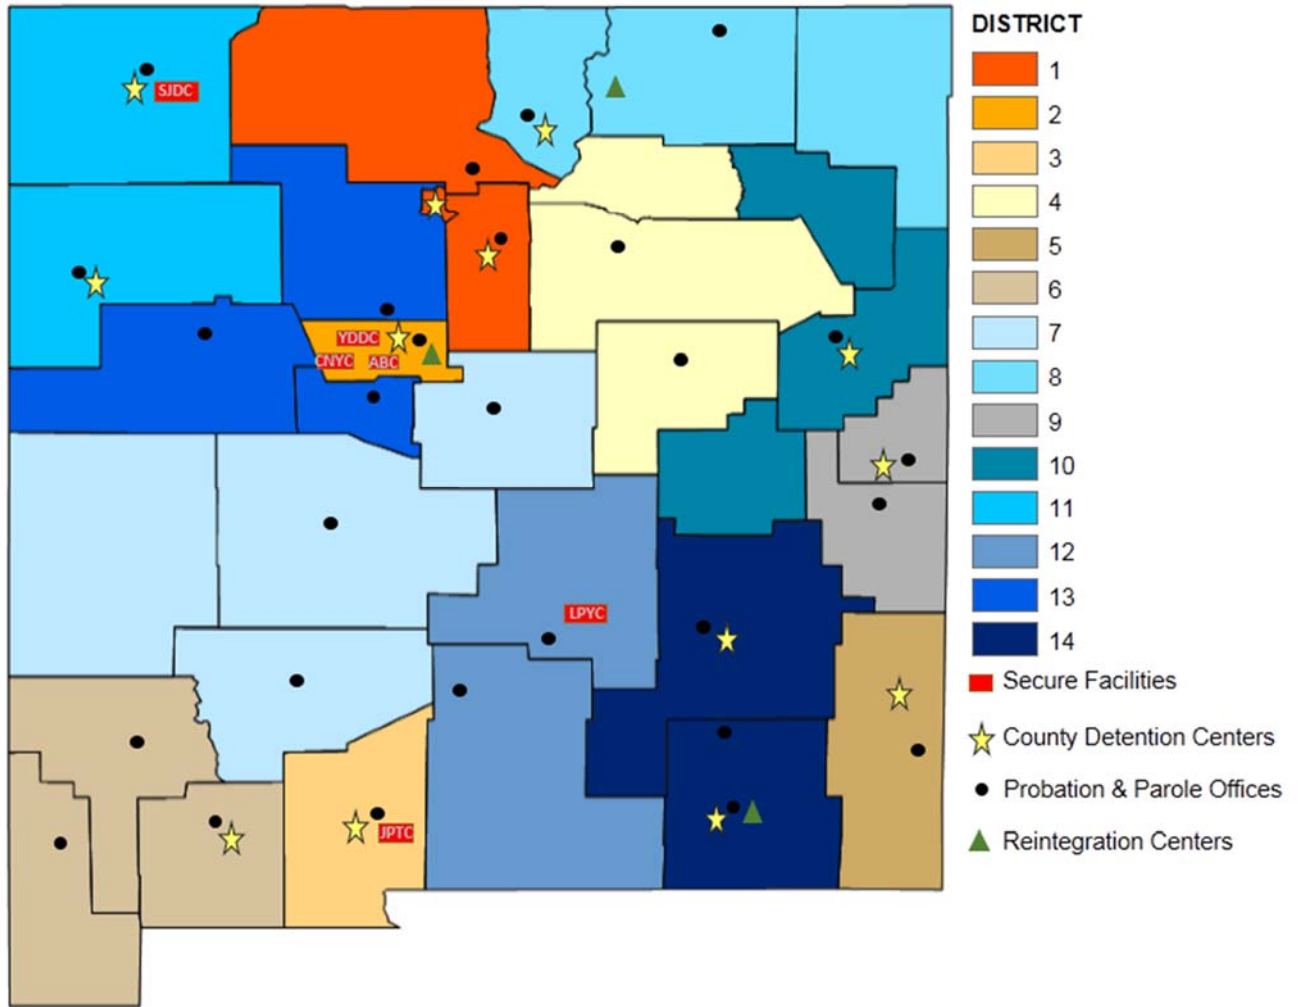 DISTRICT
1
2
3
4
5
6
7
8
9
10
11
12
13
14
Secure Facilities
County Detention Centers
Probation & Parole Offices
Reintegration Centers
SJDC
YDDC
CNYC ABC
LPYC
JPTC